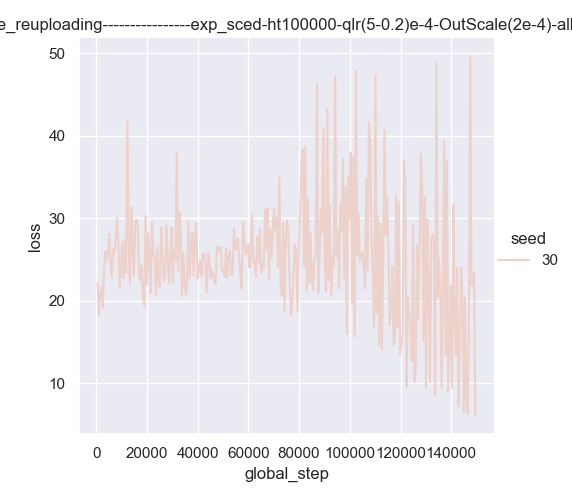 e_reuploading----------------exp_sced-ht100000-qlr(5-0.2)e-4-OutScale(2e-4)-all
50
40
30
20
10
loss
0 20000 40000 60000 80000 100000 120000 140000
global_step
seed
30